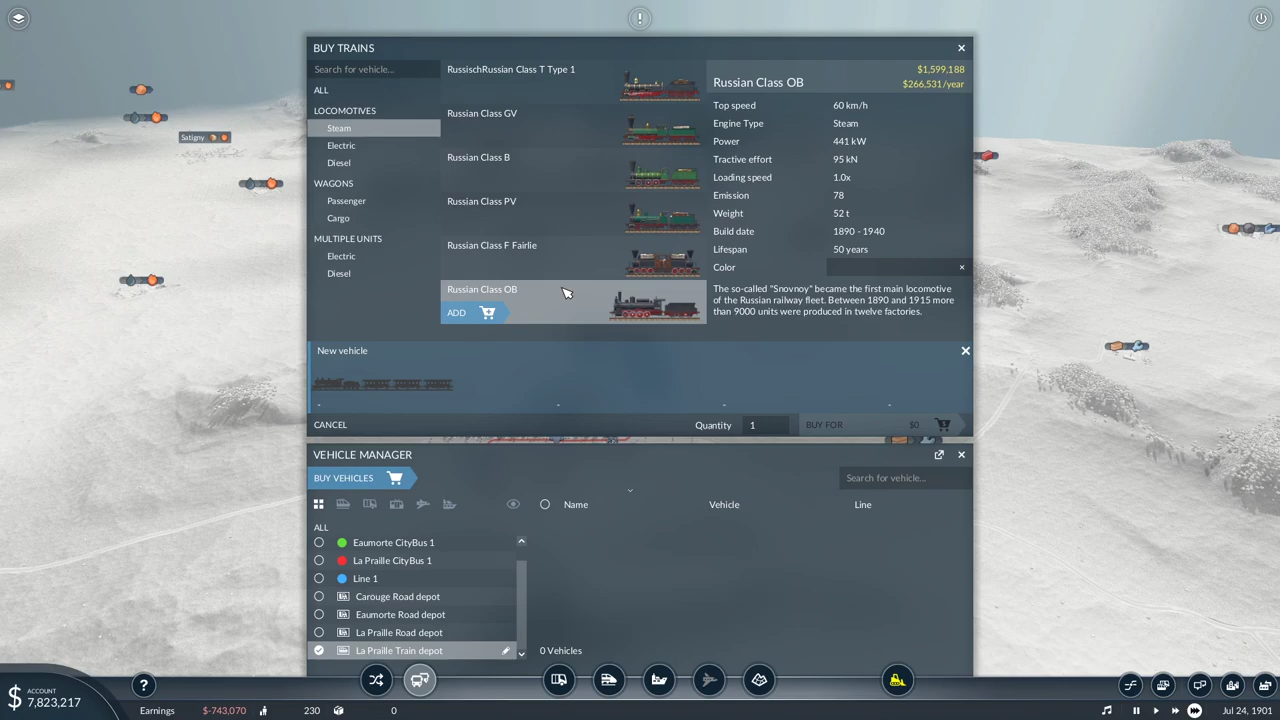 BUY TRAINS
Search for vehicle...
ALL
LOCOMOTIVES
Steam
Electric
Diesel
WAGONS
Passenger
Cargo
MULTIPLE UNITS
Electric
Diesel
RussischRussian Class T Type 1
Russian Class GV
Russian Class B
Russian Class PV
Russian Class F Fairlie
Russian Class OB
ADD
Russian Class OB
$1,599,188
$266,531/year
Top speed 60 km/h
Engine Type Steam
Power 441 kW
Tractive effort 95 kN
Loading speed 1.0x
Emission 78
Weight 52 t
Build date 1890 - 1940
Lifespan 50 years
Color
The so-called "Snovnoy" became the first main locomotive
of the Russian railway fleet. Between 1890 and 1915 more
than 9000 units were produced in twelve factories.
Satigny
New vehicle
- - - -
CANCEL
Quantity 1
BUY FOR $0
VEHICLE MANAGER
BUY VEHICLES
Search for vehicle...
Name Vehicle Line
ALL
Eaumorte CityBus 1
La Praille CityBus 1
Line 1
Carouge Road depot
Eaumorte Road depot
La Praille Road depot
La Praille Train depot
0 Vehicles
$ ACCOUNT
7,823,217
?
Earnings $-743,070 230 0
Jul 24, 1901